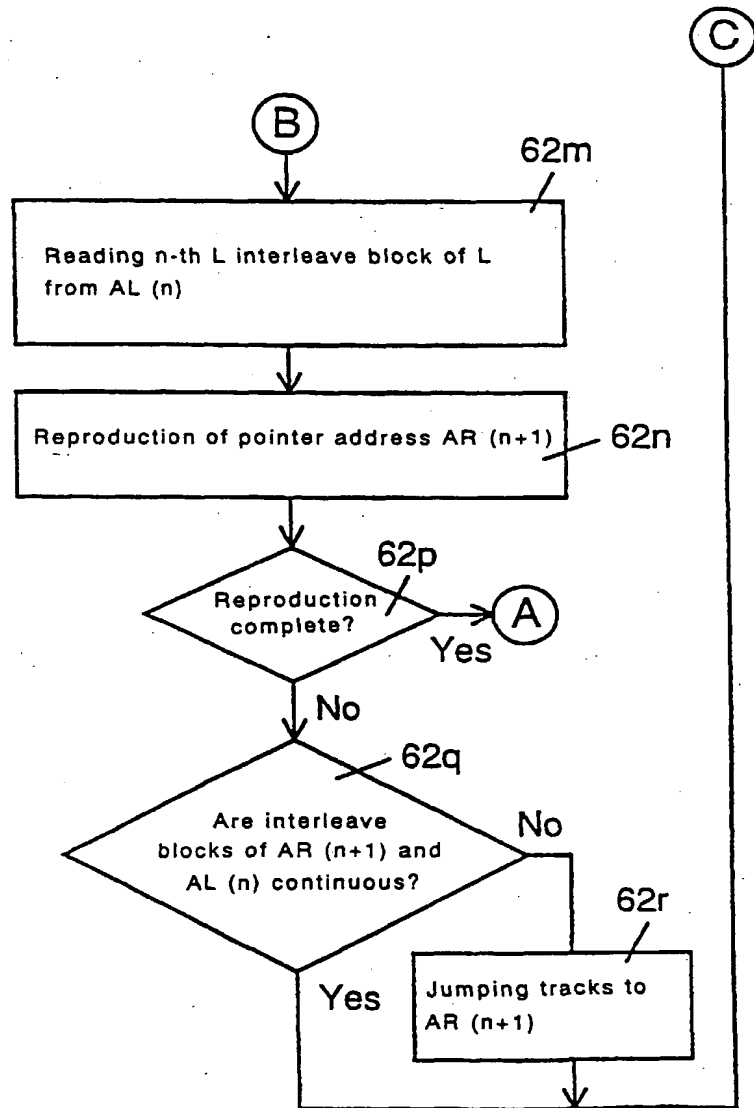 C
B
62m
Reading n-th L interleave block of L
from AL (n)
Reproduction of pointer address AR (n+1)
62n
62p
Reproduction
complete?
A
Yes
No
62q
Are interleave
blocks of AR (n+1) and
AL (n) continuous?
No
62r
Yes
Jumping tracks to
AR (n+1)